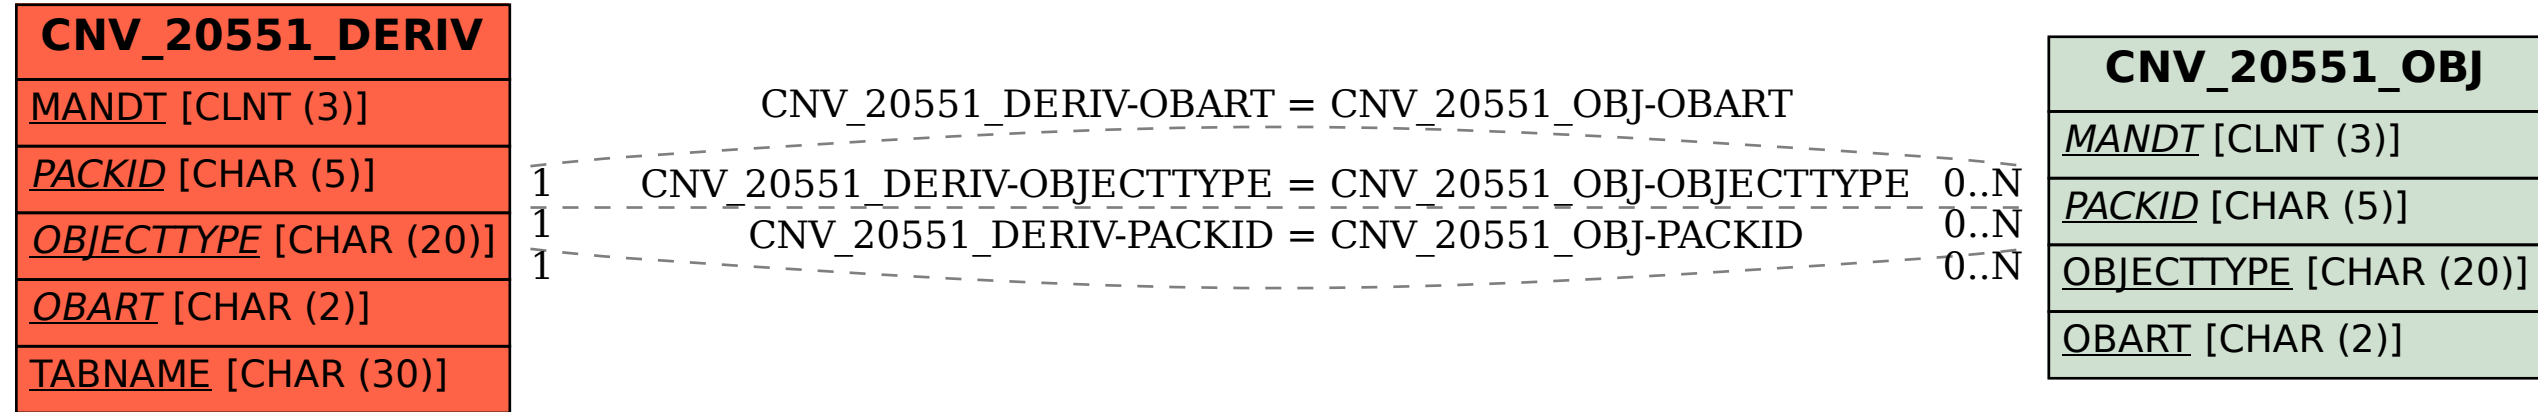 CNV_20551_DERIV
MANDT [CLNT (3)]
PACKID [CHAR (5)]
OBJECTTYPE [CHAR (20)]
OBART [CHAR (2)]
TABNAME [CHAR (30)]
CNV_20551_DERIV-OBART = CNV_20551_OBJ-OBART
1 CNV_20551_DERIV-OBJECTTYPE = CNV_20551_OBJ-OBJECTTYPE 0..N
1 CNV_20551_DERIV-PACKID = CNV_20551_OBJ-PACKID 0..N
1 0..N
CNV_20551_OBJ
MANDT [CLNT (3)]
PACKID [CHAR (5)]
OBJECTTYPE [CHAR (20)]
OBART [CHAR (2)]